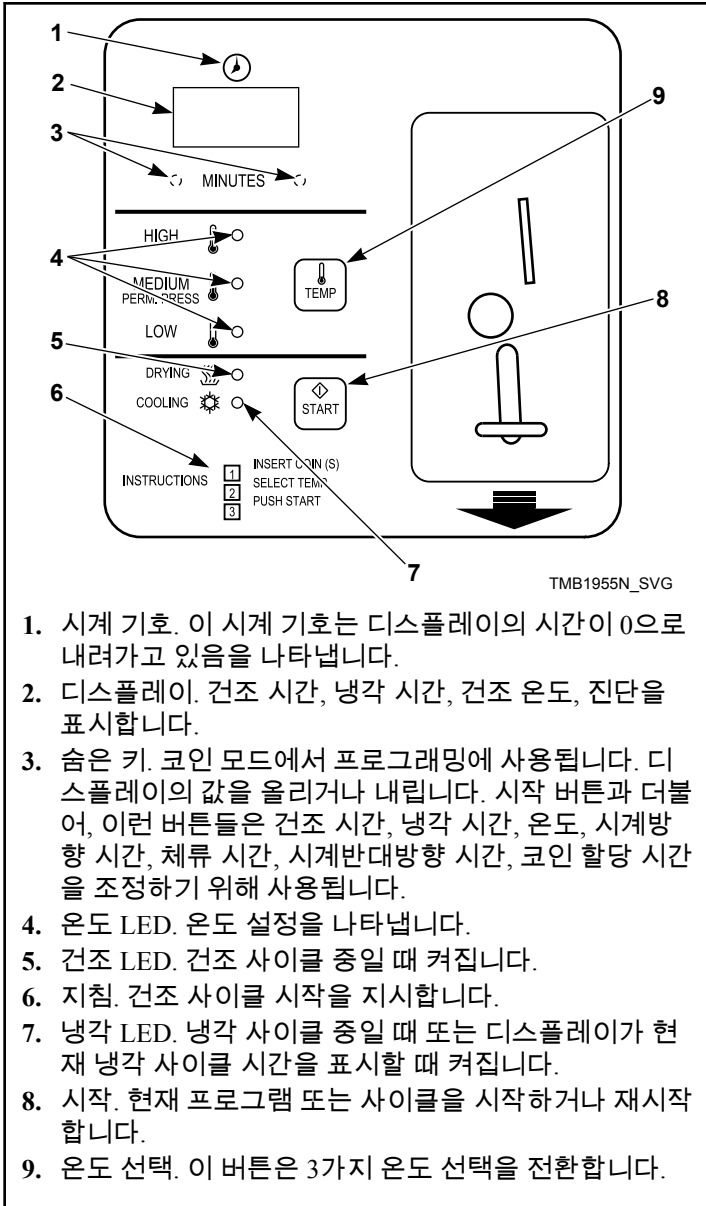 1
2
9
3
MINUTES
HIGH
4
MEDIUM
PERM. PRESS
TEMP
8
LOW
5
DRYING
6
COOLING
START
INSERT COIN (S)
INSTRUCTIONS
1
SELECT TEMP.
2
PUSH START
3
7
TMB1955N_SVG
1. 시계 기호. 이 시계 기호는 디스플레이의 시간이 0으로
내려가고 있음을 나타냅니다.
2. 디스플레이. 건조 시간, 냉각 시간, 건조 온도, 진단을
표시합니다.
3. 숨은 키. 코인 모드에서 프로그래밍에 사용됩니다. 디
스플레이의 값을 올리거나 내립니다. 시작 버튼과 더불
어, 이런 버튼들은 건조 시간, 냉각 시간, 온도, 시계방
향 시간, 체류 시간, 시계반대방향 시간, 코인 할당 시간
을 조정하기 위해 사용됩니다.
4. 온도 LED. 온도 설정을 나타냅니다.
5. 건조 LED. 건조 사이클 중일 때 켜집니다.
6. 지침. 건조 사이클 시작을 지시합니다.
7. 냉각 LED. 냉각 사이클 중일 때 또는 디스플레이가 현
재 냉각 사이클 시간을 표시할 때 켜집니다.
8. 시작. 현재 프로그램 또는 사이클을 시작하거나 재시작
합니다.
9. 온도 선택. 이 버튼은 3가지 온도 선택을 전환합니다.